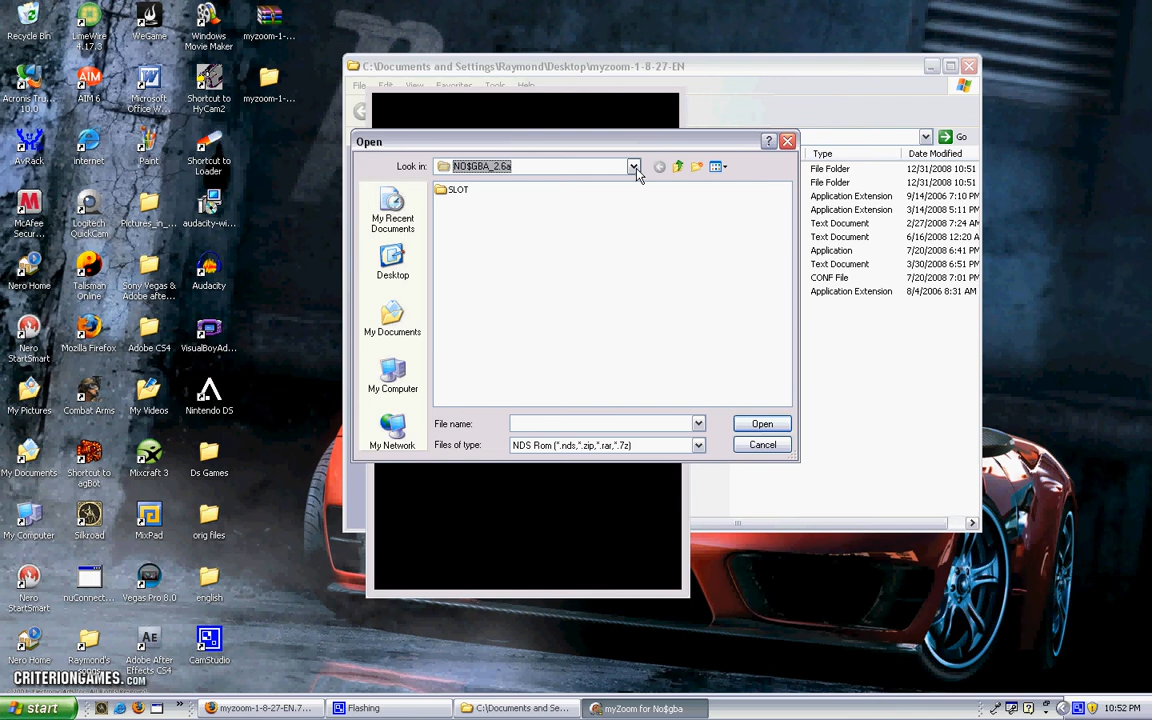 Recycle Bin
LimeWire
4.17.3
WeGame
Windows
Movie Maker
myzoom-1-...
Acronis Tru...
10.0
AIM 6
Microsoft
Office W...
Shortcut to
HyCam2
myzoom-1-...
AvRack
internet
Paint
Shortcut to
Loader
McAfee
Secur...
Logitech
QuickCam
Pictures_in_...
audacity-wi...
Nero Home
Talisman
Online
Sony Vegas &
Adobe afte...
Audacity
Nero
StartSmart
Mozilla Firefox
Adobe CS4
VisualBoyAd...
My Pictures
Combat Arms
My Videos
Nintendo DS
My Documents
Shortcut to
agBot
Mixcraft 3
Ds Games
My Computer
Silkroad
MixPad
orig files
Nero
StartSmart
nuConnect...
Vegas Pro 8.0
english
Nero Home
Raymond's
songs
Adobe After
Effects CS4
CamStudio
CRITERIONGAMES.COM
C:\Documents and Settings\Raymond\Desktop\myzoom-1-8-27-EN
File Edit View Favorites Tools Help
Go
Type Date Modified
File Folder 12/31/2008 10:51
File Folder 12/31/2008 10:51
Application Extension 9/14/2006 7:10 PM
Application Extension 3/14/2008 5:11 PM
Text Document 2/27/2008 7:24 AM
Text Document 6/16/2008 12:20 A
Application 7/20/2008 6:41 PM
Text Document 3/30/2008 6:51 PM
CONF File 7/20/2008 7:01 PM
Application Extension 8/4/2006 8:31 AM
Open
Look in: NO$GBA_2.6a
SLOT
My Recent
Documents
Desktop
My Documents
My Computer
My Network
File name:
Open
Files of type: NDS Rom (*.nds,*.zip,*.rar,*.7z)
Cancel
start
myzoom-1-8-27-EN.7...
Flashing
C:\Documents and Se...
myZoom for No$gba
10:52 PM